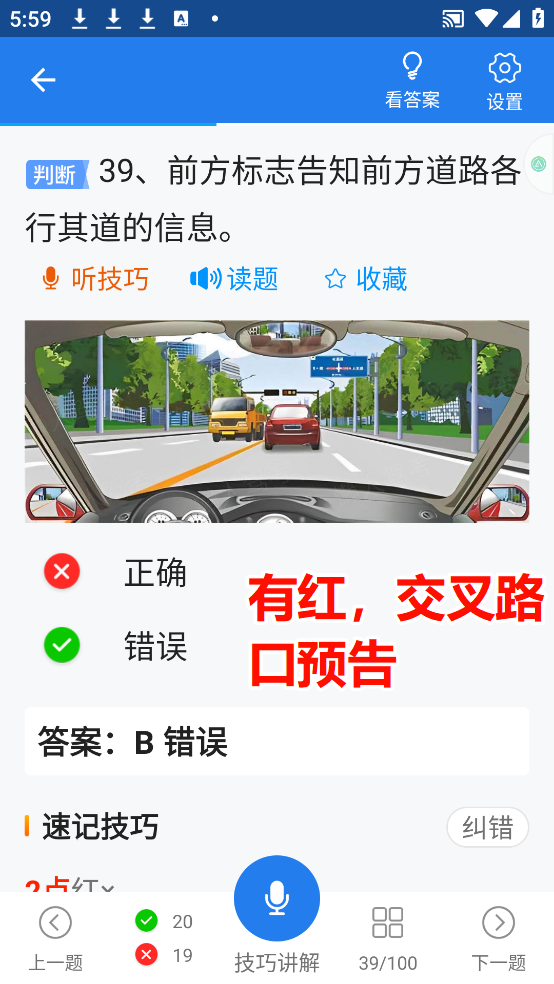 5:59
A
看答案
设置
判断 39、前方标志告知前方道路各
行其道的信息。
听技巧
读题
收藏
正确
错误
有红，交叉路
口预告
答案：B 错误
速记技巧
纠错
2点红×
上一题
20
19
技巧讲解
39/100
下一题